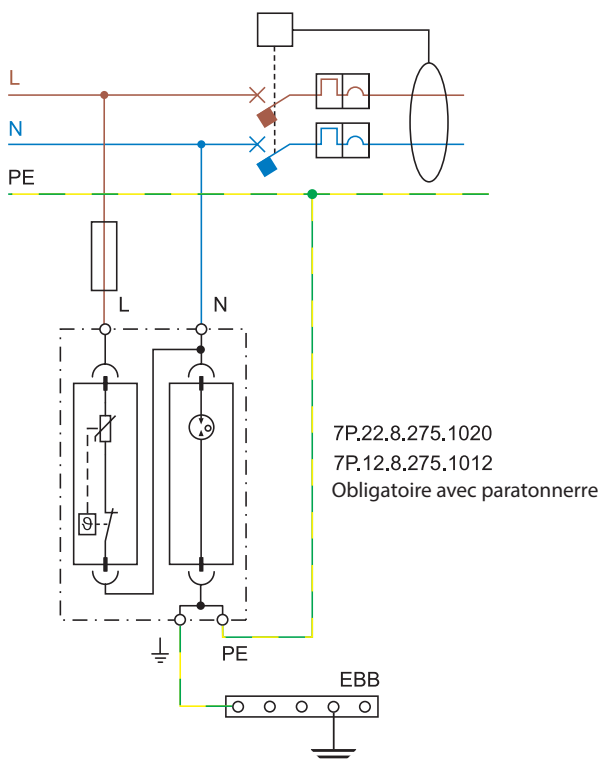 L
N
PE
L
N
7P.22.8.275.1020
7P.12.8.275.1012
Obligatoire avec paratonnerre
ϑ
PE
EBB